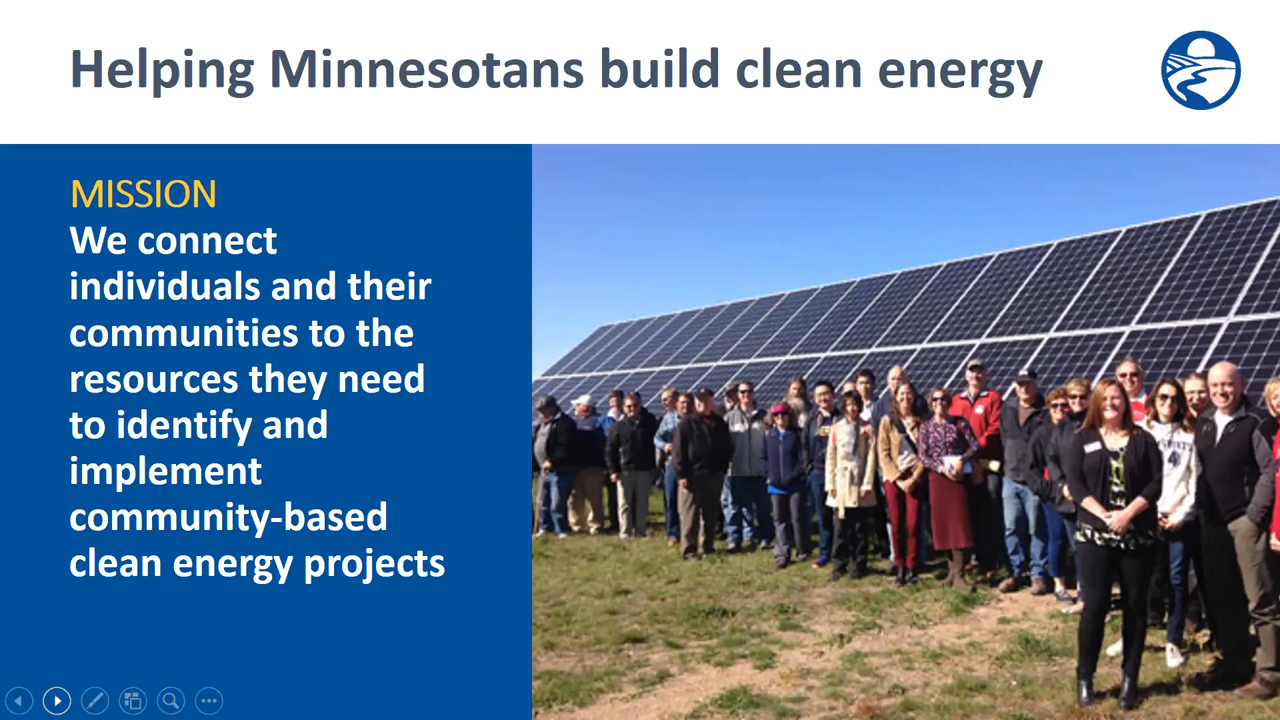 Helping Minnesotans build clean energy
MISSION
We connect
individuals and their
communities to the
resources they need
to identify and
implement
community-based
clean energy projects